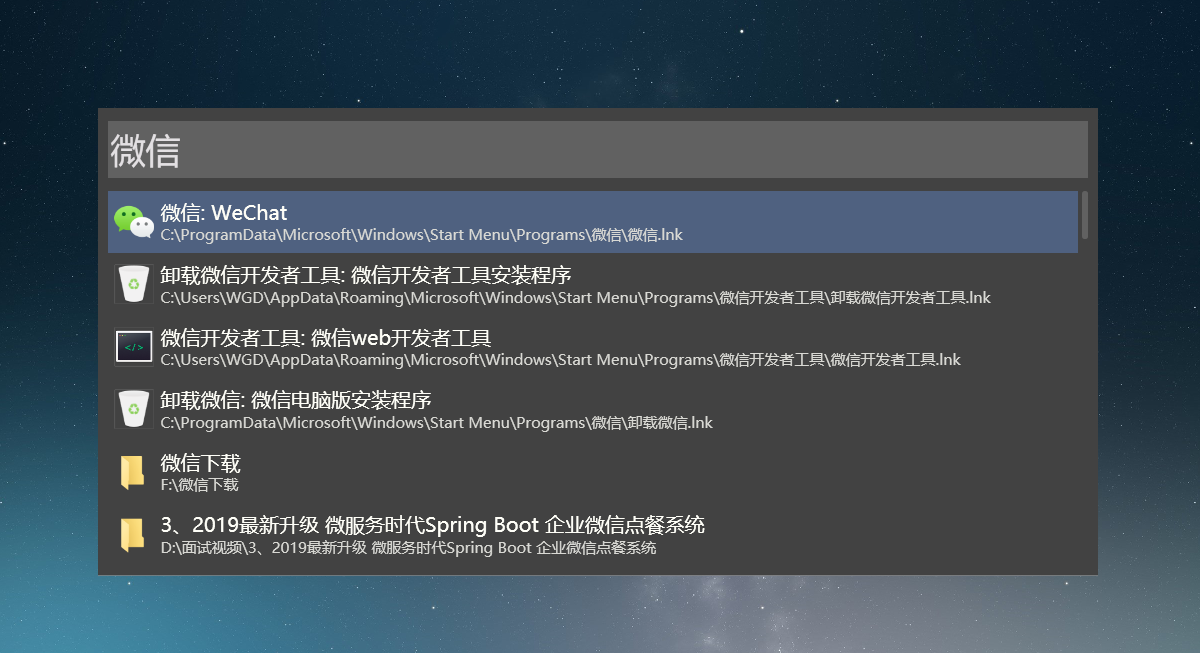 微信
微信: WeChat
C:\ProgramData\Microsoft\Windows\Start Menu\Programs\微信\微信.lnk
卸载微信开发者工具: 微信开发者工具安装程序
C:\Users\WGD\AppData\Roaming\Microsoft\Windows\Start Menu\Programs\微信开发者工具\卸载微信开发者工具.lnk
微信开发者工具: 微信web开发者工具
C:\Users\WGD\AppData\Roaming\Microsoft\Windows\Start Menu\Programs\微信开发者工具\微信开发者工具.lnk
卸载微信: 微信电脑版安装程序
C:\ProgramData\Microsoft\Windows\Start Menu\Programs\微信\卸载微信.lnk
微信下载
F:\微信下载
3、2019最新升级 微服务时代Spring Boot 企业微信点餐系统
D:\面试视频\3、2019最新升级 微服务时代Spring Boot 企业微信点餐系统